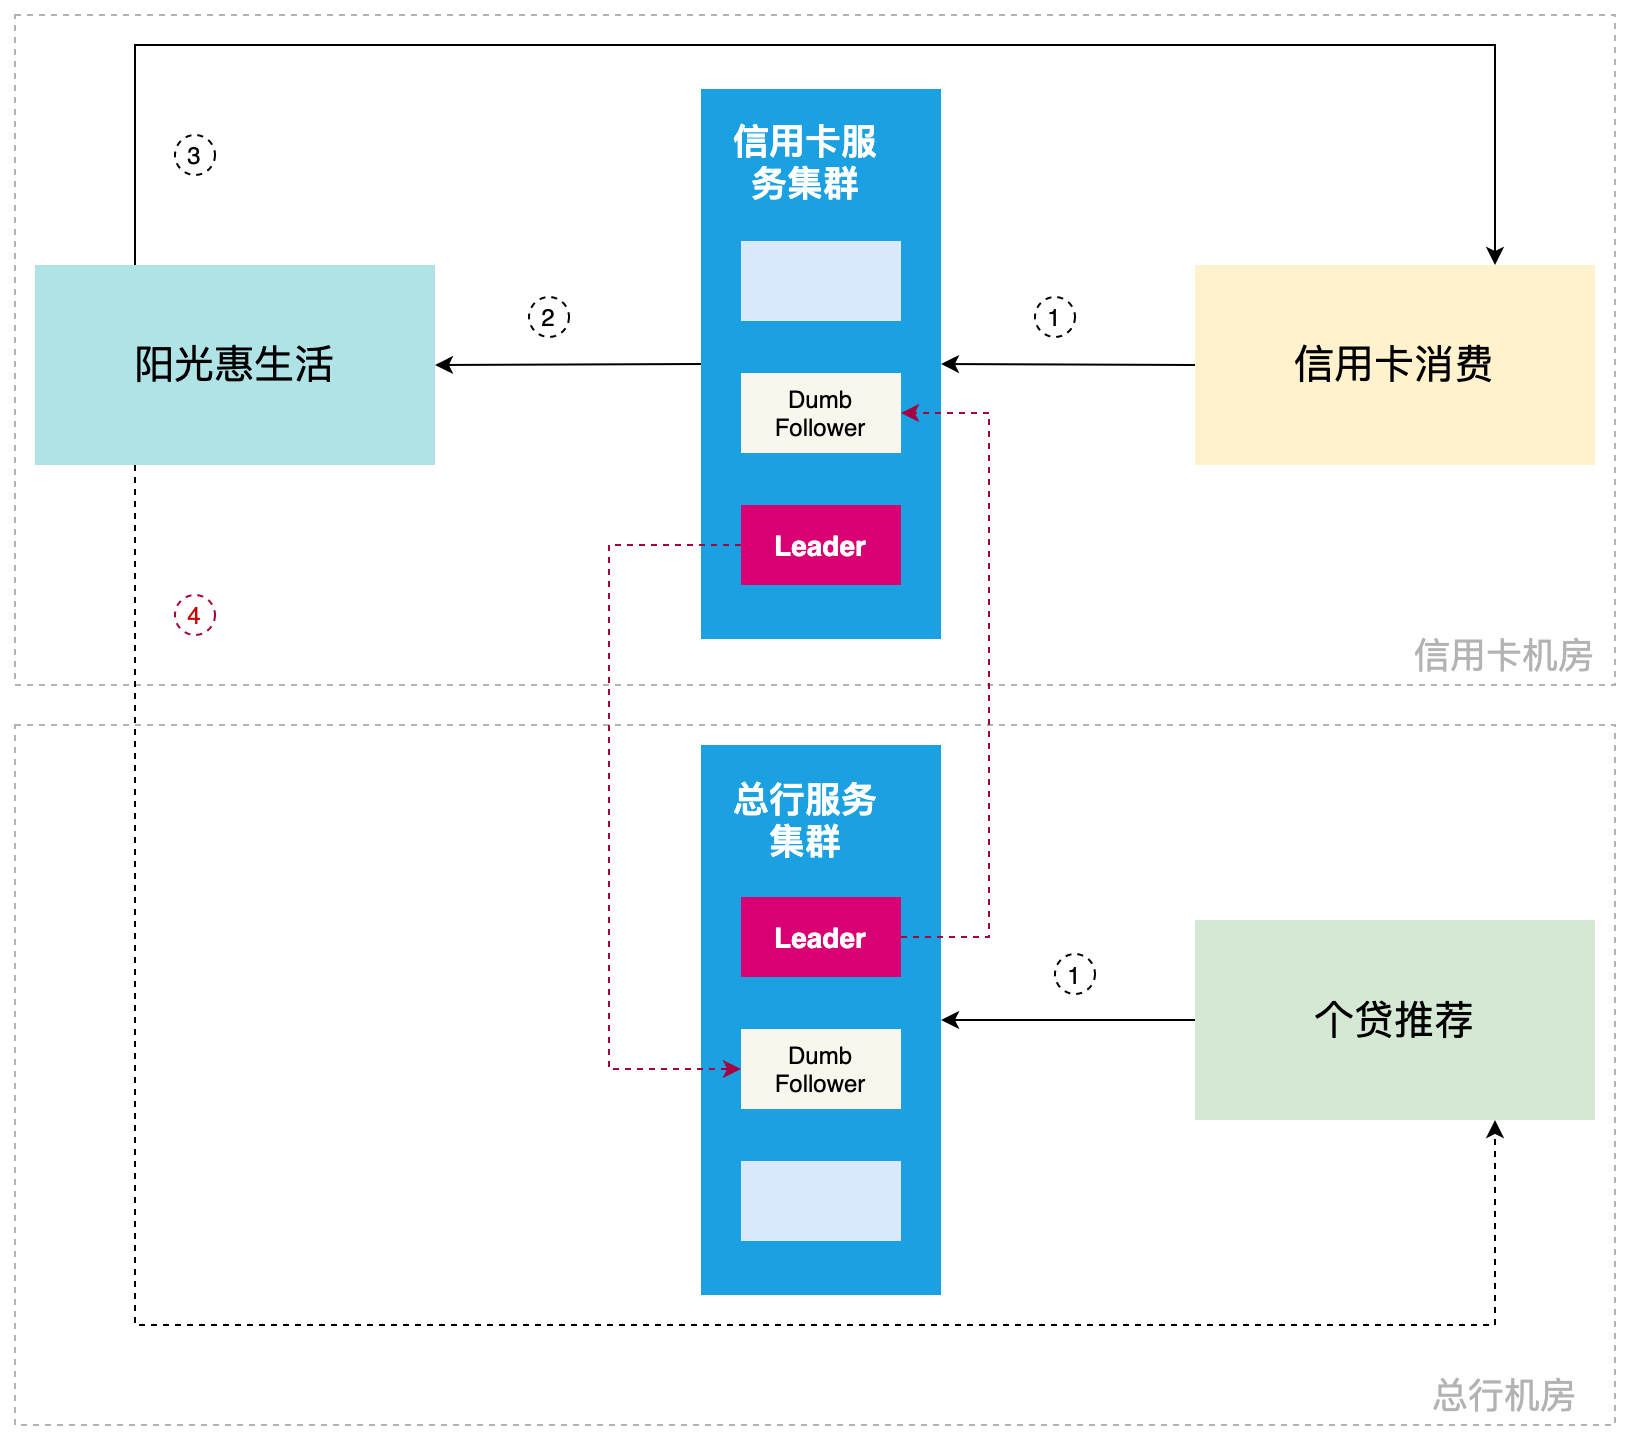 信用卡服
务集群
3
2
1
阳光惠生活
信用卡消费
Dumb
Follower
Leader
4
信用卡机房
总行服务
集群
Leader
1
个贷推荐
Dumb
Follower
总行机房